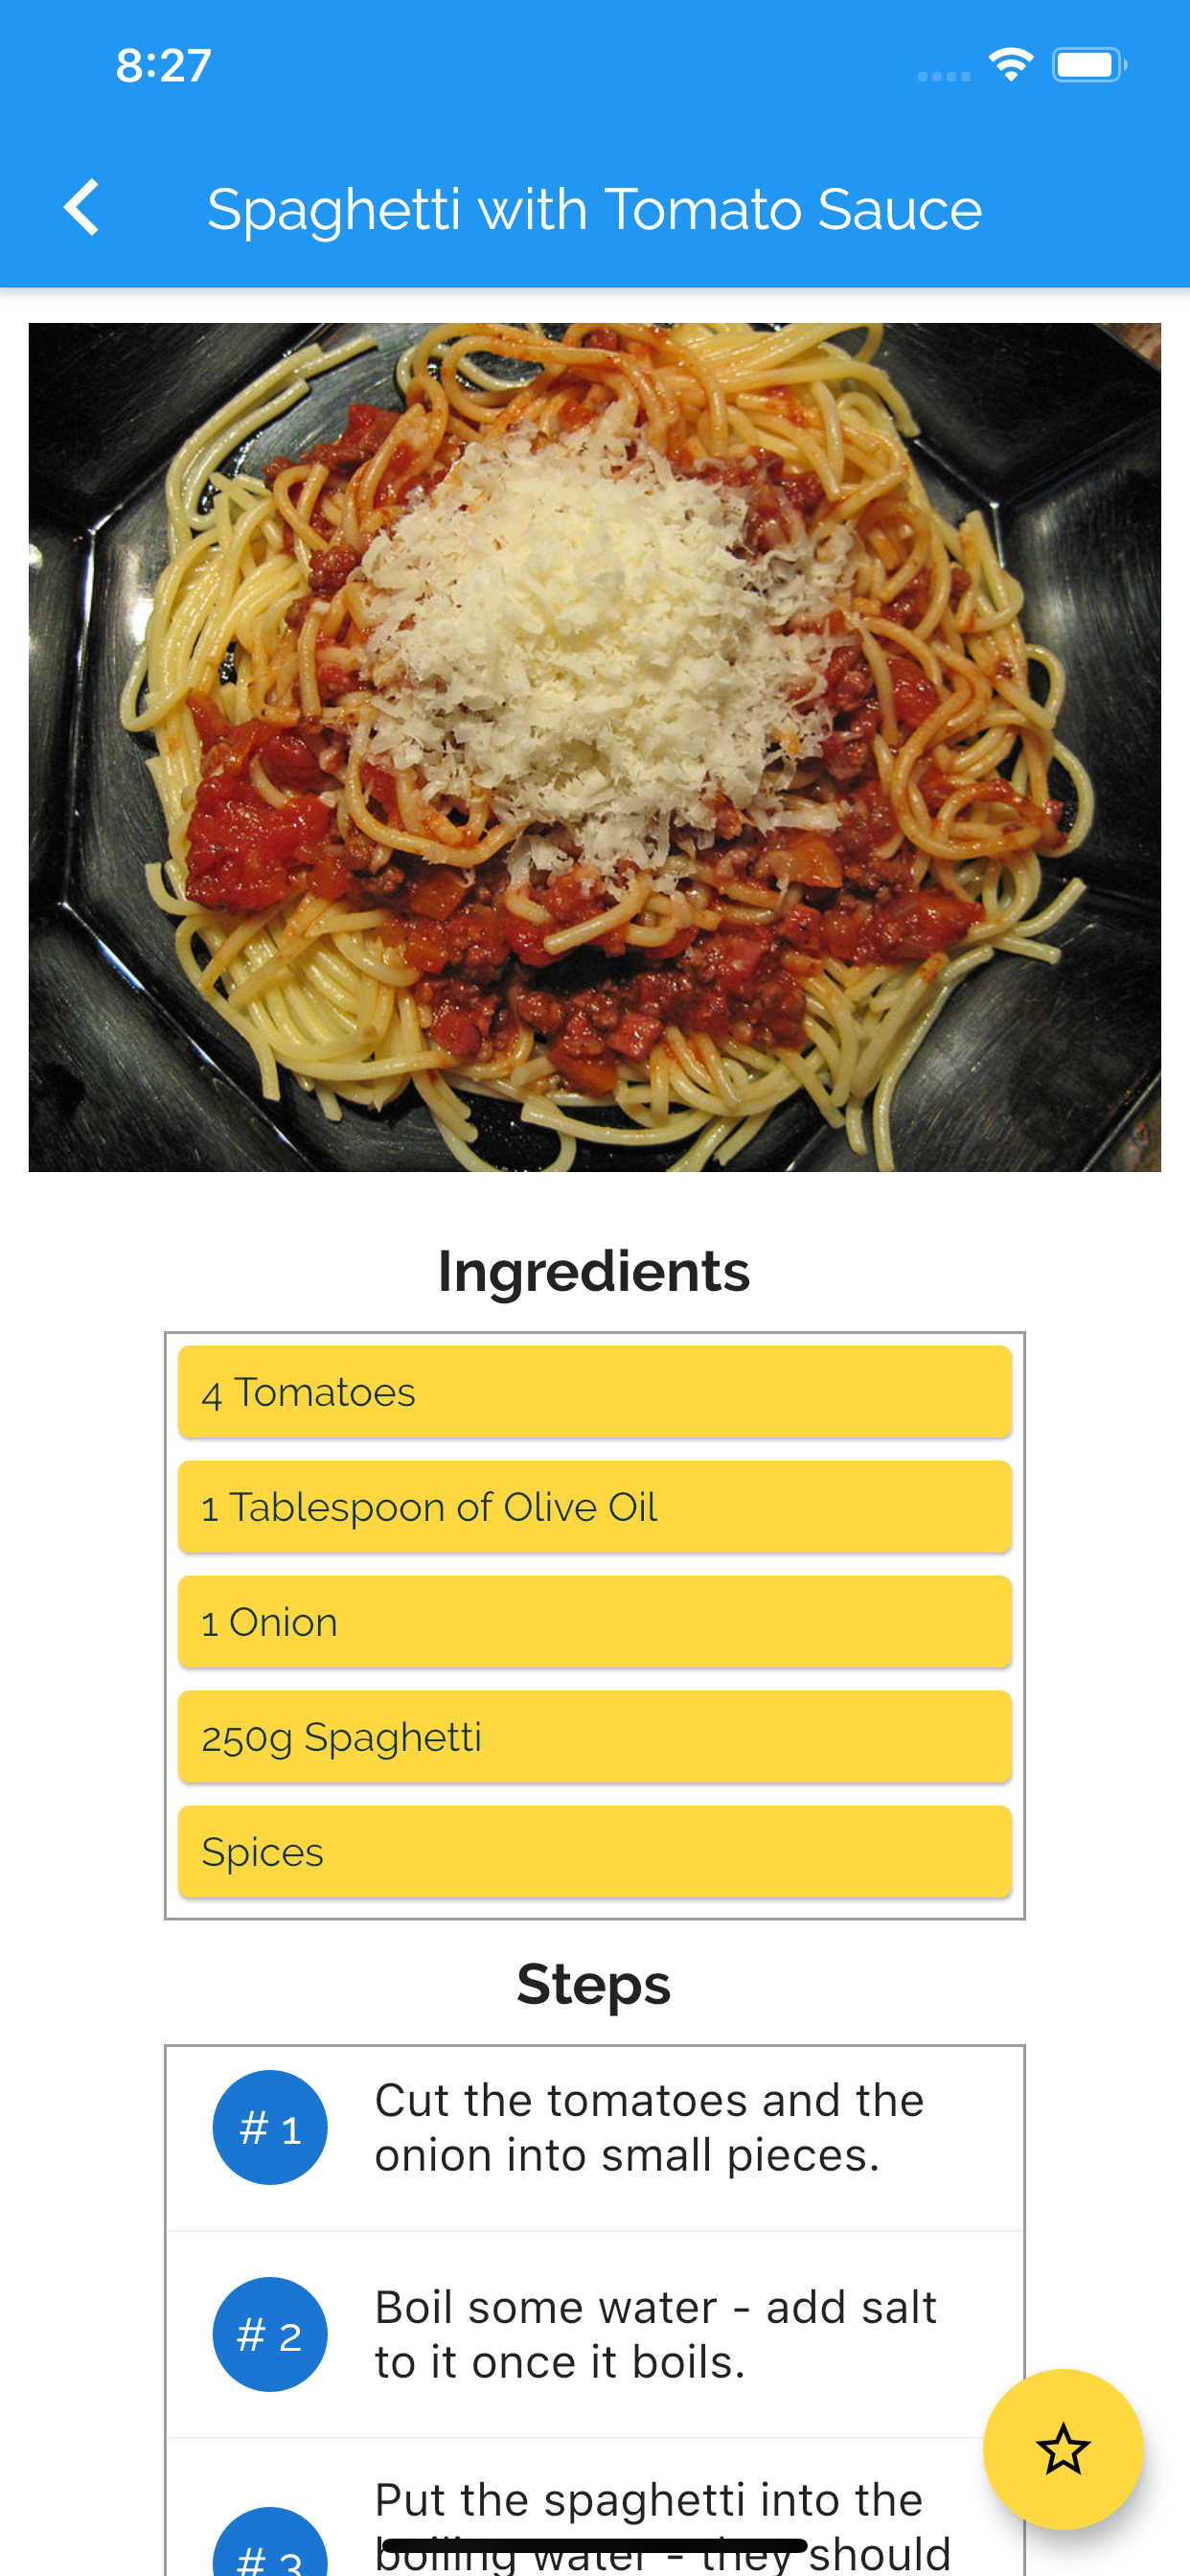 8:27
Spaghetti with Tomato Sauce
Ingredients
4 Tomatoes
1 Tablespoon of Olive Oil
1 Onion
250g Spaghetti
Spices
Steps
# 1
Cut the tomatoes and the
onion into small pieces.
# 2
Boil some water - add salt
to it once it boils.
# 3
Put the spaghetti into the
boiling water - they should